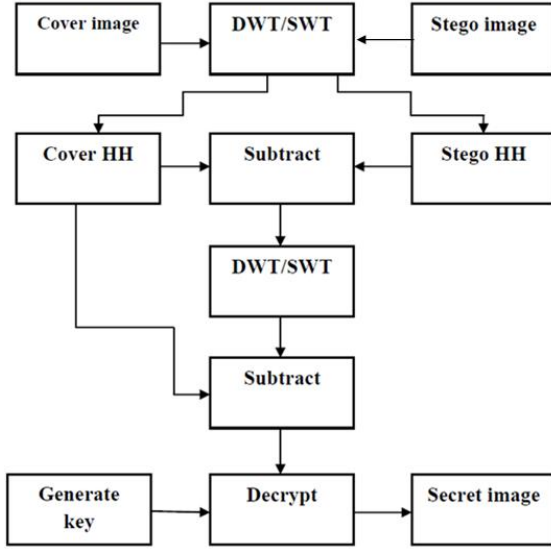 Cover image
DWT/SWT
Stego image
Cover HH
Subtract
Stego HH
DWT/SWT
Subtract
Generate
key
Decrypt
Secret image